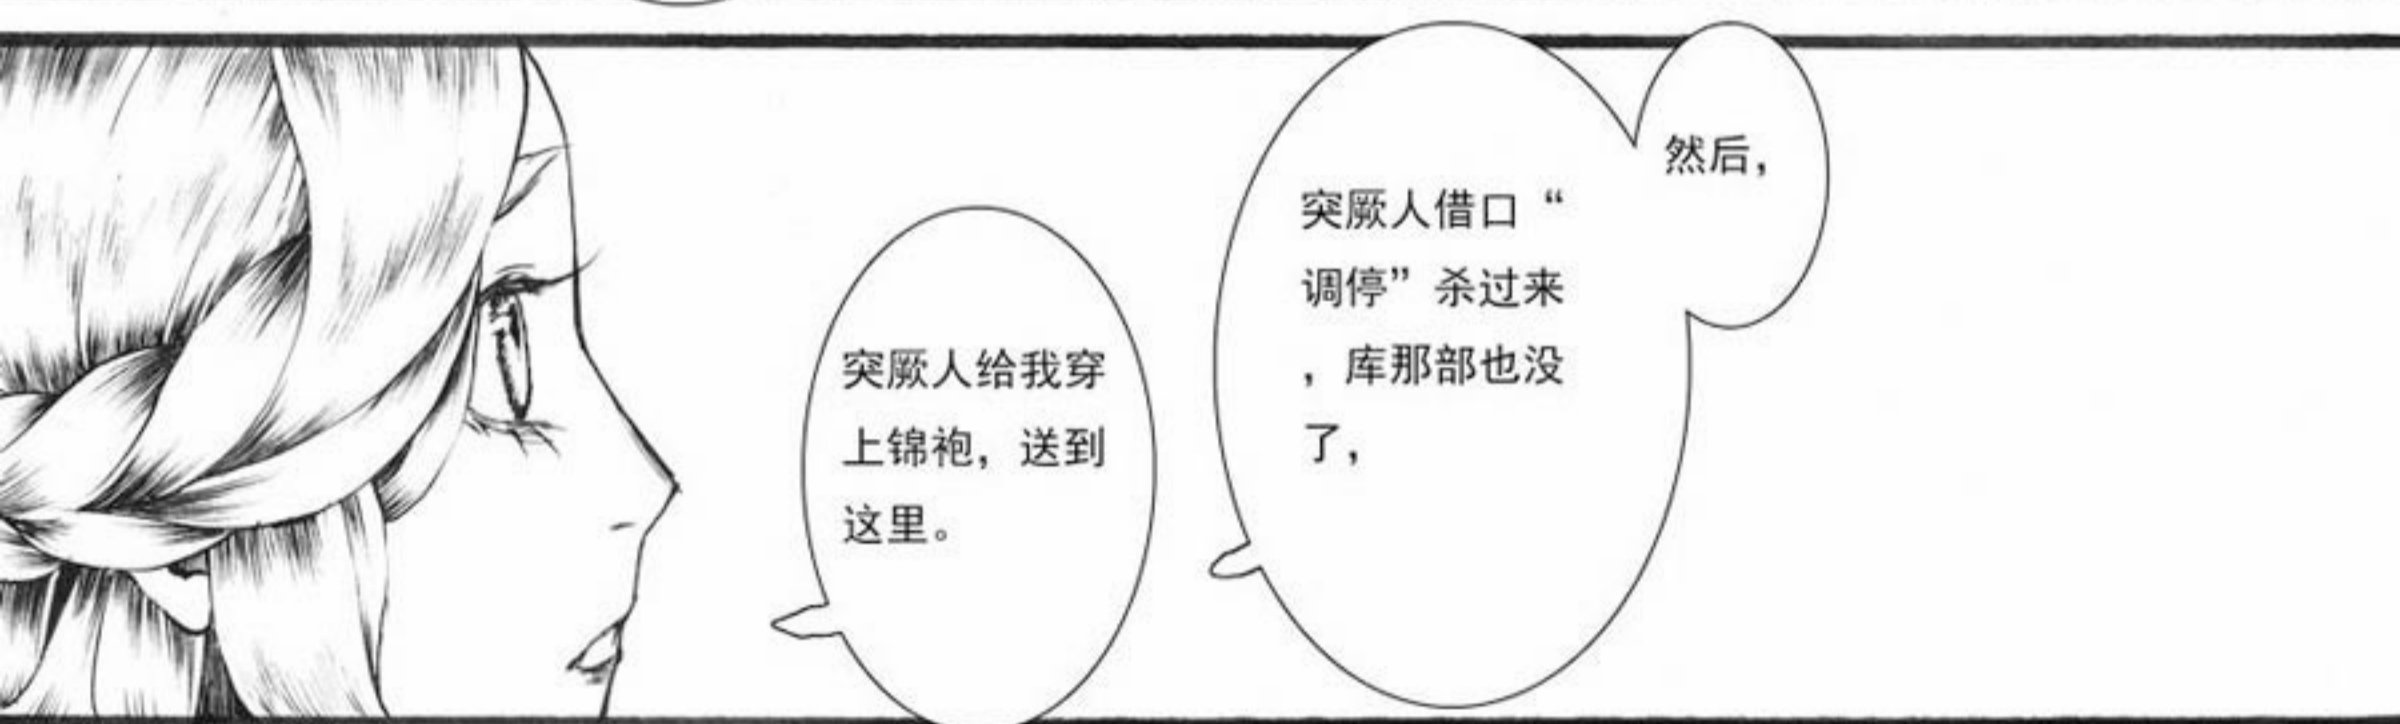 然后，
突厥人借口“
调停”杀过来
，库那部也没
了，
突厥人给我穿
上锦袍，送到
这里。